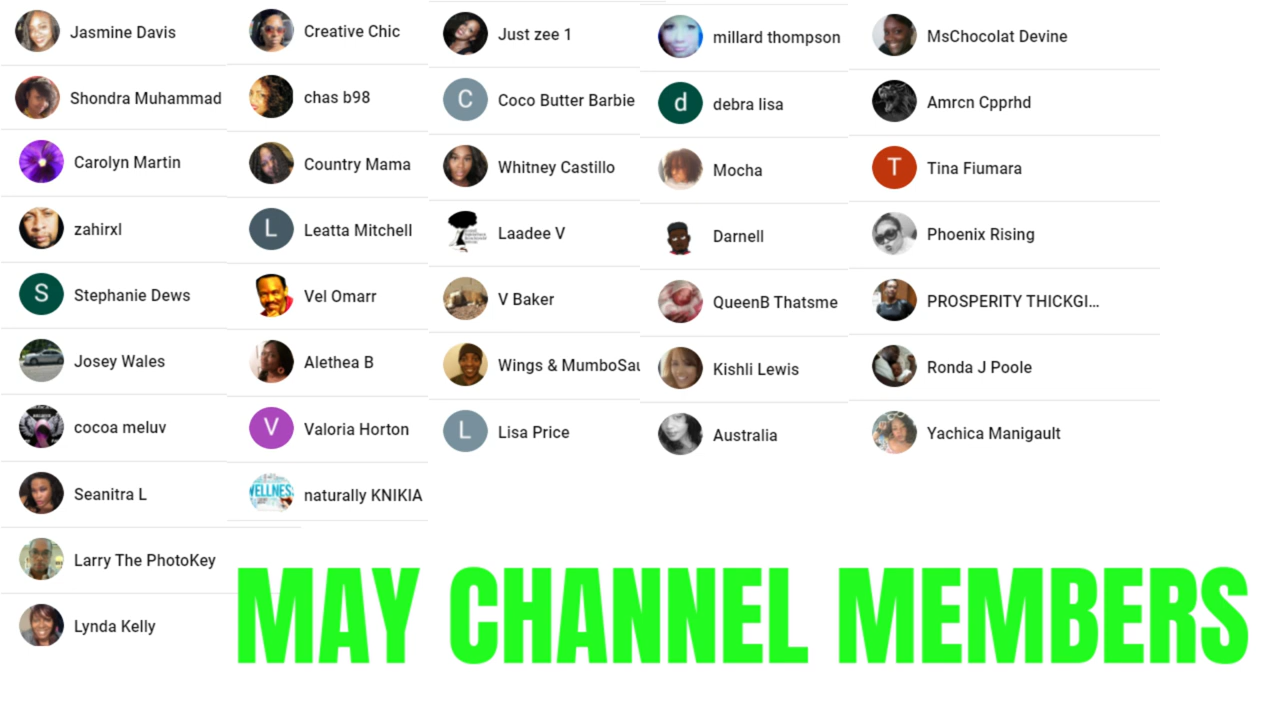 Jasmine Davis
Shondra Muhammad
Carolyn Martin
zahirxl
S
Stephanie Dews
Josey Wales
cocoa meluv
Seanitra L
Larry The PhotoKey
Lynda Kelly
Creative Chic
chas b98
Country Mama
L
Leatta Mitchell
Vel Omarr
Alethea B
V
Valoria Horton
naturally KNIKIA
Just zee 1
C
Coco Butter Barbie
Whitney Castillo
Laadee V
V Baker
Wings & MumboSau
L
Lisa Price
millard thompson
d
debra lisa
Mocha
Darnell
QueenB Thatsme
Kishli Lewis
Australia
MsChocolat Devine
Amrcn Cpprhd
T
Tina Fiumara
Phoenix Rising
PROSPERITY THICKGI...
Ronda J Poole
Yachica Manigault
MAY CHANNEL MEMBERS